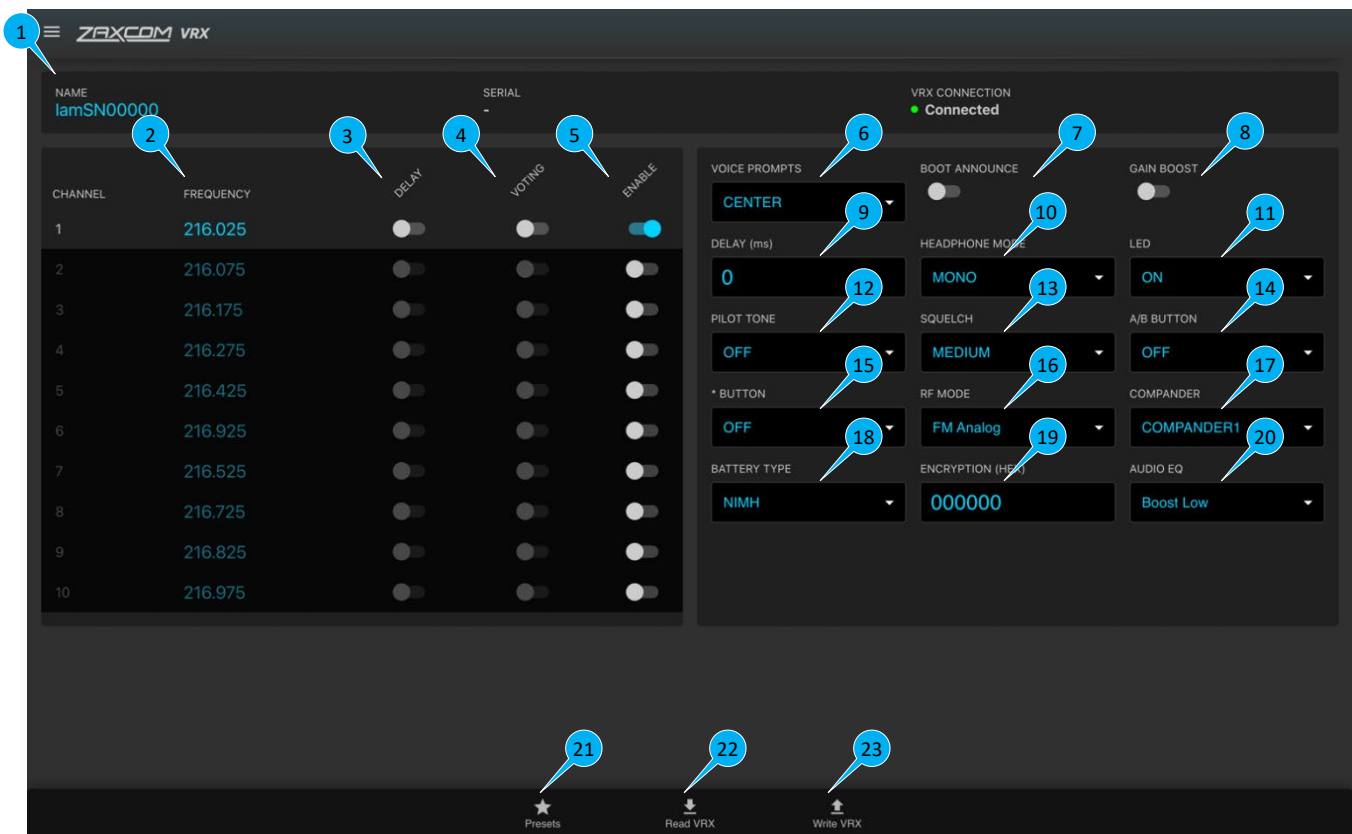 1
ZAXCOM VRX
NAME
SERIAL
VRX CONNECTION
IamSN00000
-
Connected
2
3
4
5
6
7
8
CHANNEL
FREQUENCY
DELAY
VOTING
ENABLE
1
216.025
2
216.075
3
216.175
4
216.275
5
216.425
6
216.925
7
216.525
8
216.725
9
216.825
10
216.975
VOICE PROMPTS
BOOT ANNOUNCE
GAIN BOOST
CENTER
9
10
11
DELAY (ms)
HEADPHONE MODE
LED
0
MONO
ON
12
13
14
PILOT TONE
SQUELCH
A/B BUTTON
OFF
MEDIUM
OFF
15
16
17
* BUTTON
RF MODE
COMPANDER
OFF
FM Analog
COMPANDER1
18
19
20
BATTERY TYPE
ENCRYPTION (HEX)
AUDIO EQ
NIMH
000000
Boost Low
21
22
23
Presets
Read VRX
Write VRX